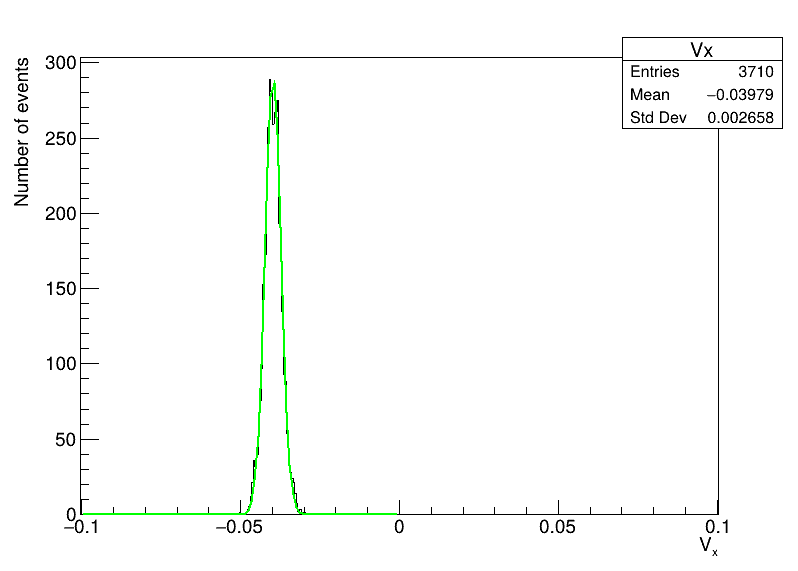 Vx
Entries 3710
Mean −0.03979
Std Dev 0.002658
Number of events
300
250
200
150
100
50
0
−0.1 −0.05 0 0.05 0.1
Vx